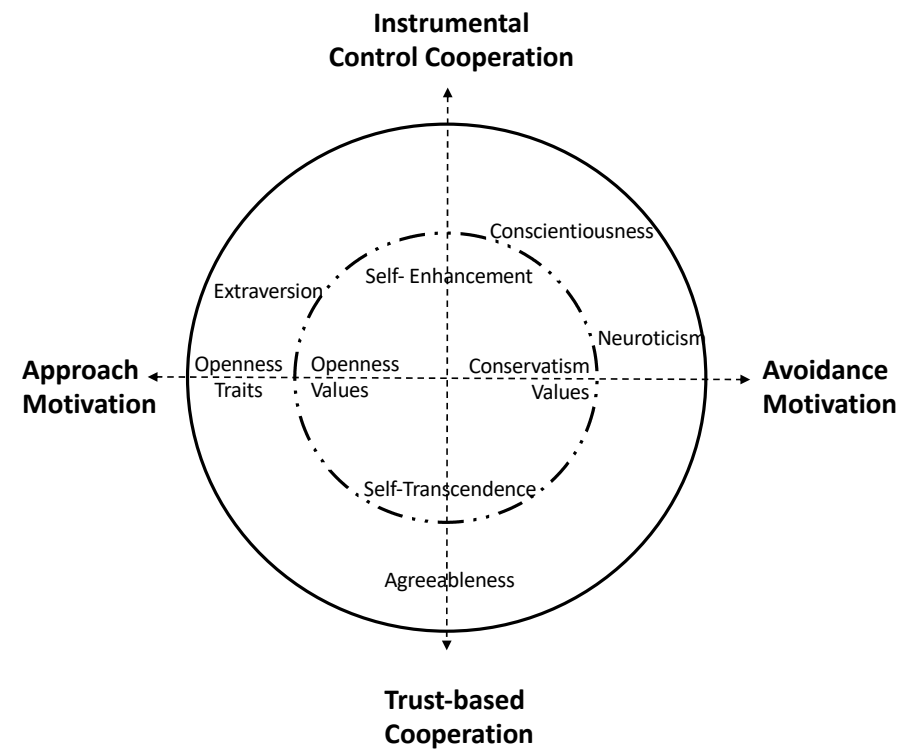 Instrumental
Control Cooperation
Conscientiousness
Self- Enhancement
Extraversion
Neuroticism
Openness
Traits
Openness
Values
Conservatism
Values
Approach
Motivation
Avoidance
Motivation
Self-Transcendence
Agreeableness
Trust-based
Cooperation